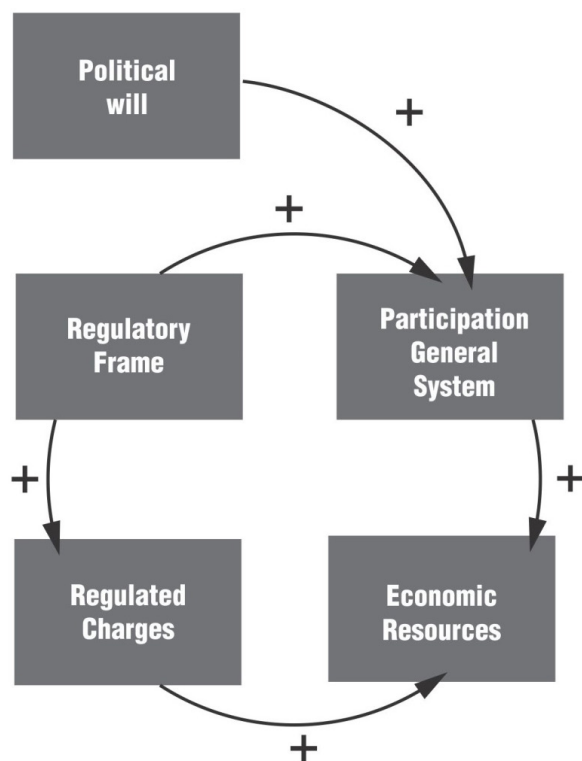 Political
will
+
+
Regulatory
Frame
Participation
General
System
+
+
Regulated
Charges
Economic
Resources
+